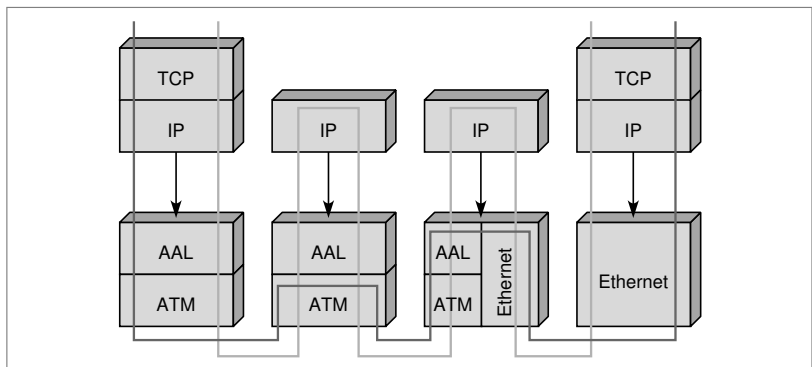 TCP
IP
IP
IP
TCP
IP
AAL
ATM
AAL
ATM
AAL
ATM
Ethernet
Ethernet